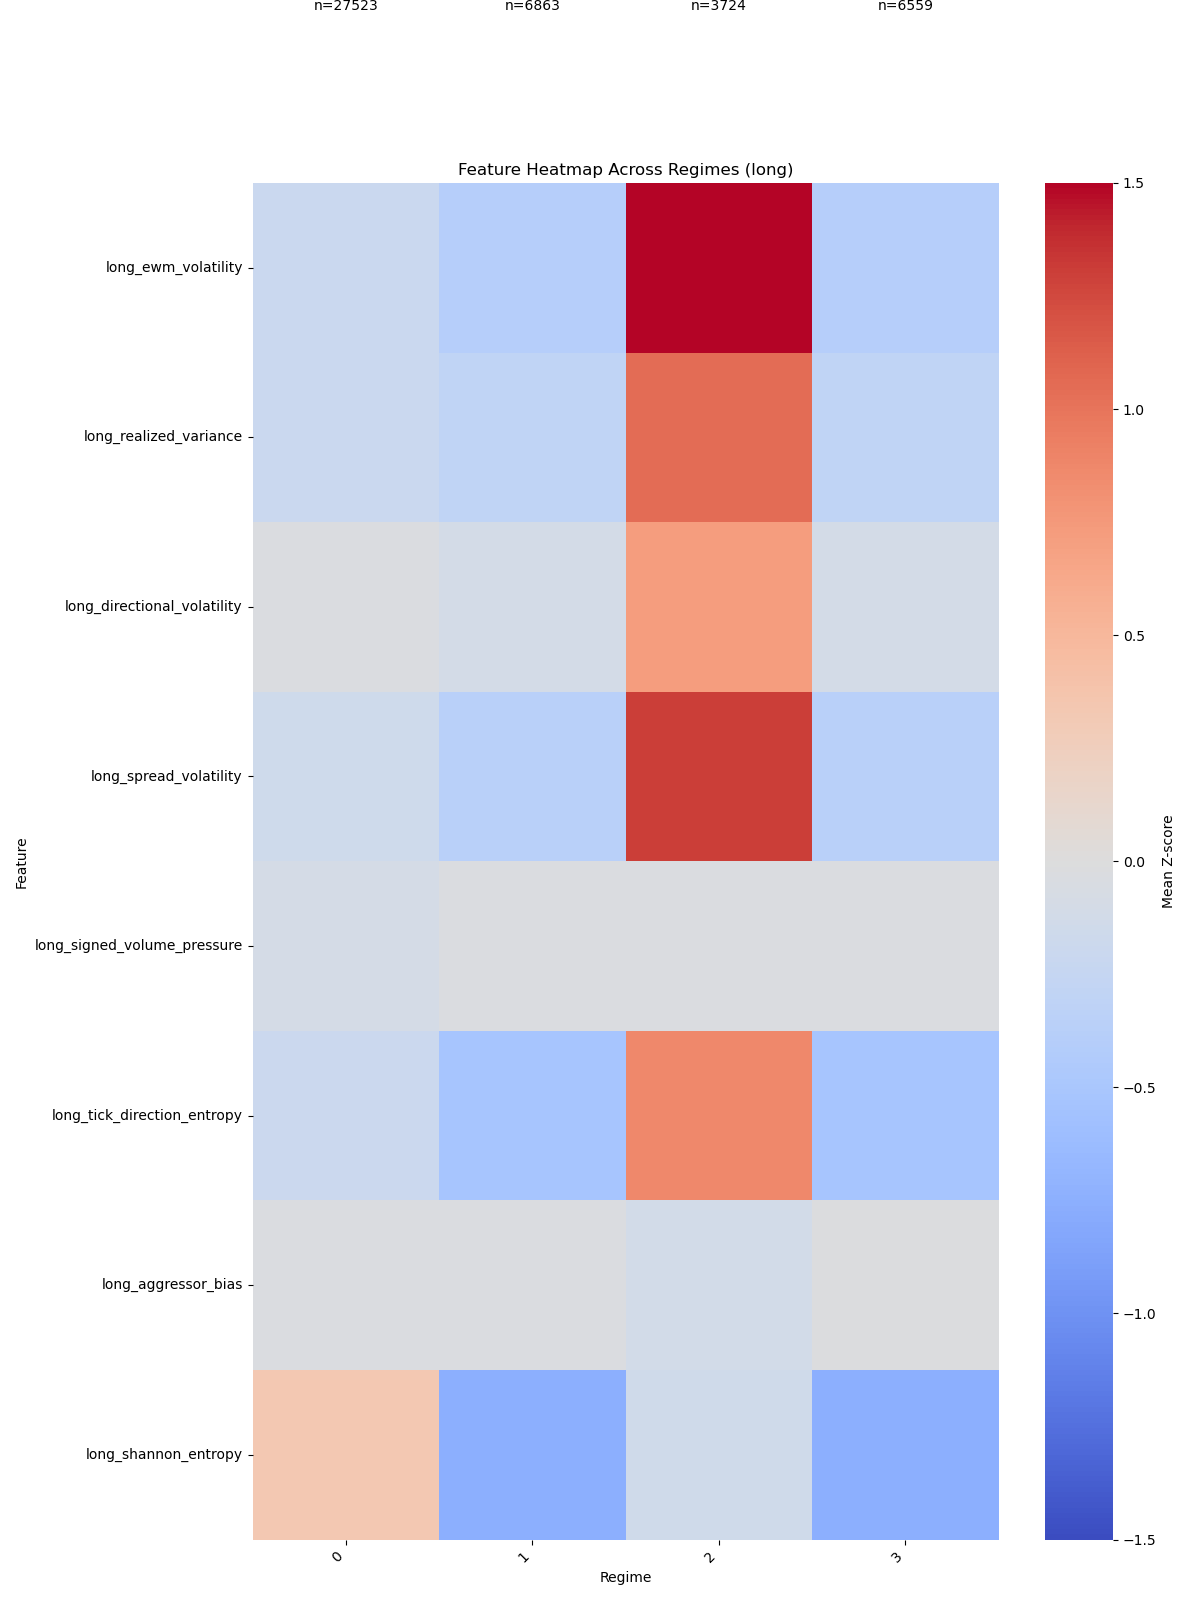 n=27523 n=6863 n=3724 n=6559
Feature Heatmap Across Regimes (long)
long_ewm_volatility
long_realized_variance
long_directional_volatility
long_spread_volatility
long_signed_volume_pressure
long_tick_direction_entropy
long_aggressor_bias
long_shannon_entropy
Feature
0 1 2 3
Regime
1.5
1.0
0.5
0.0
−0.5
−1.0
−1.5
Mean Z-score